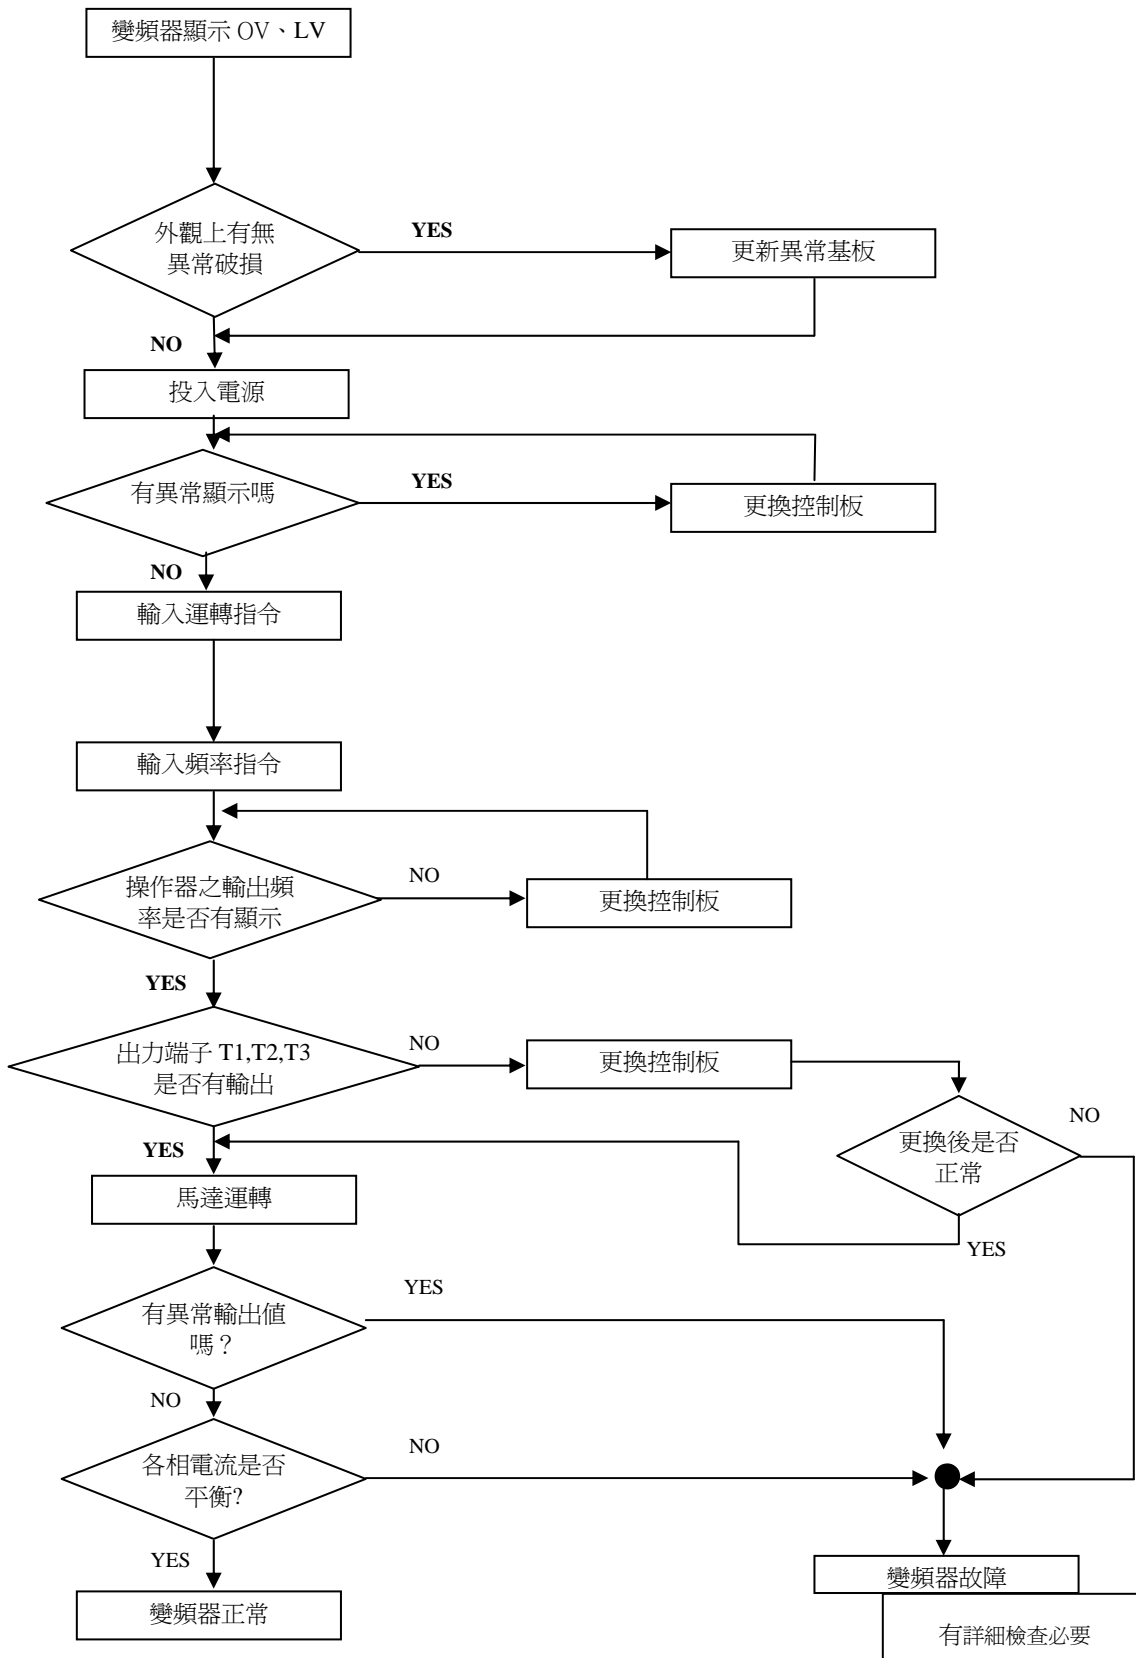 變頻器顯示 OV、LV
外觀上有無
異常破損
YES
更新異常基板
NO
投入電源
有異常顯示嗎
YES
更換控制板
NO
輸入運轉指令
輸入頻率指令
操作器之輸出頻
率是否有顯示
NO
更換控制板
YES
出力端子 T1,T2,T3
是否有輸出
NO
更換控制板
更換後是否
正常
NO
YES
YES
馬達運轉
有異常輸出值
嗎？
YES
NO
各相電流是否
平衡?
NO
YES
變頻器正常
變頻器故障
有詳細檢查必要